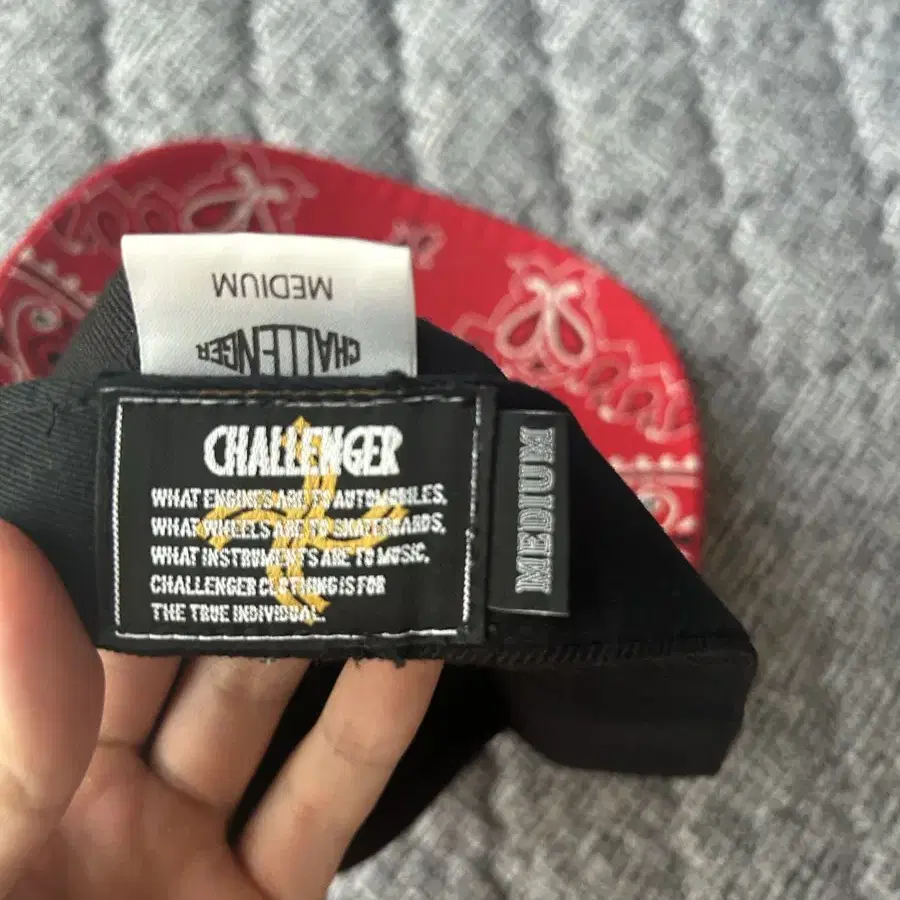 MEDIUM
CHALLENGER
CHALLENGER
WHAT ENGINES ARE TO AUTOMOBILES,
WHAT WHEELS ARE TO SKATEBOARDS,
WHAT INSTRUMENTS ARE TO MUSIC.
CHALLENGER CLOTHING IS FOR
THE TRUE INDIVIDUAL.
MEDIUM